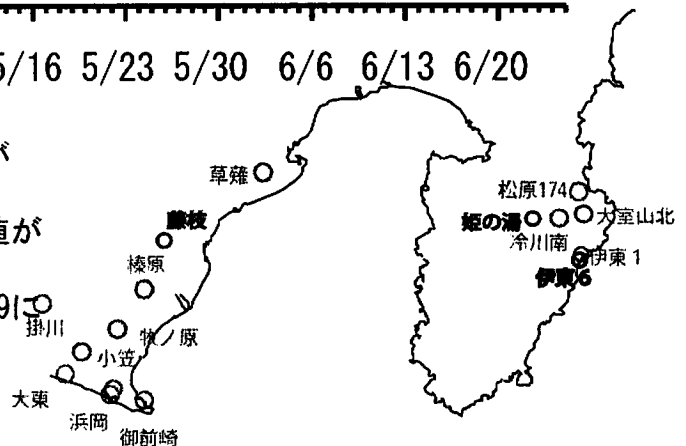 5/16 5/23 5/30 6/6 6/13 6/20
が
草薙
松原174
藤枝
姫の湯
大室山北
値が
冷川南
榛原
伊東1
伊東6
9に
掛川
牧ノ原
小笠
大東
浜岡
御前崎